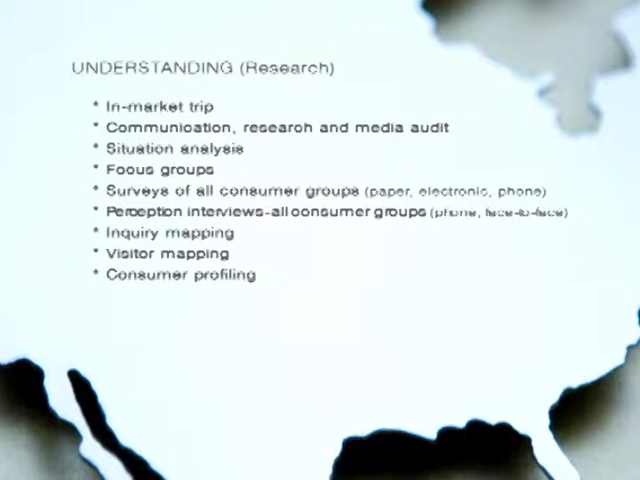 UNDERSTANDING (Research)
* In-market trip
* Communication, research and media audit
* Situation analysis
* Focus groups
* Surveys of all consumer groups (paper, electronic, phone)
* Perception interviews-all consumer groups (phone, face-to-face)
* Inquiry mapping
* Visitor mapping
* Consumer profiling